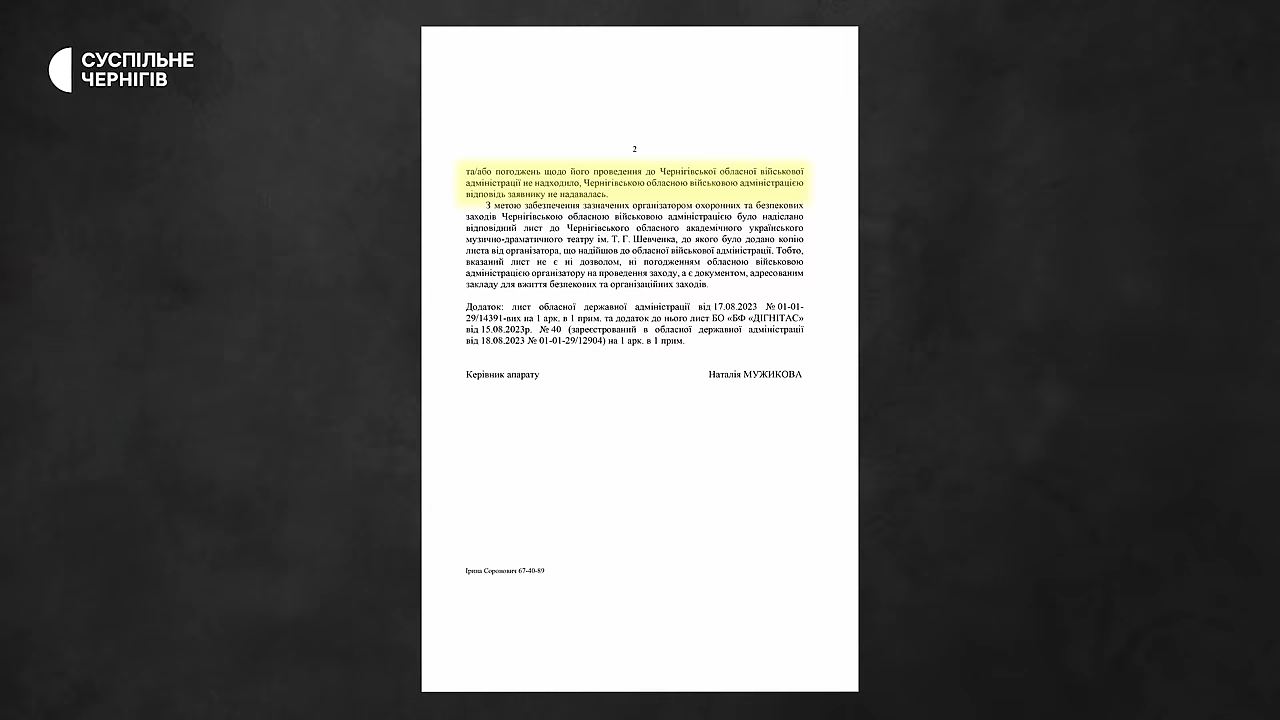 СУСПІЛЬНЕ
ЧЕРНІГІВ
2
та/або погоджень щодо його проведення до Чернігівської обласної військової
адміністрації не надходило, Чернігівською обласною військовою адміністрацією
відповідь заявнику не надавалась.
З метою забезпечення зазначених організатором охоронних та безпекових
заходів Чернігівською обласною військовою адміністрацією було надіслано
відповідний лист до Чернігівського обласного академічного українського
музично-драматичного театру ім. Т. Г. Шевченка, до якого було додано копію
листа від організатора, що надійшов до обласної військової адміністрації. Тобто,
вказаний лист не є ні дозволом, ні погодженням обласною військовою
адміністрацією організатору на проведення заходу, а є документом, адресованим
закладу для вжиття безпекових та організаційних заходів.
Додаток: лист обласної державної адміністрації від 17.08.2023 № 01-01-
29/14391-вих на 1 арк. в 1 прим. та додаток до нього лист БО «БФ «ДІГНІТАС»
від 15.08.2023р. № 40 (зареєстрований в обласної державної адміністрації
від 18.08.2023 № 01-01-29/12904) на 1 арк. в 1 прим.
Керівник апарату Наталія МУЖИКОВА
Ірина Соронович 67-40-89